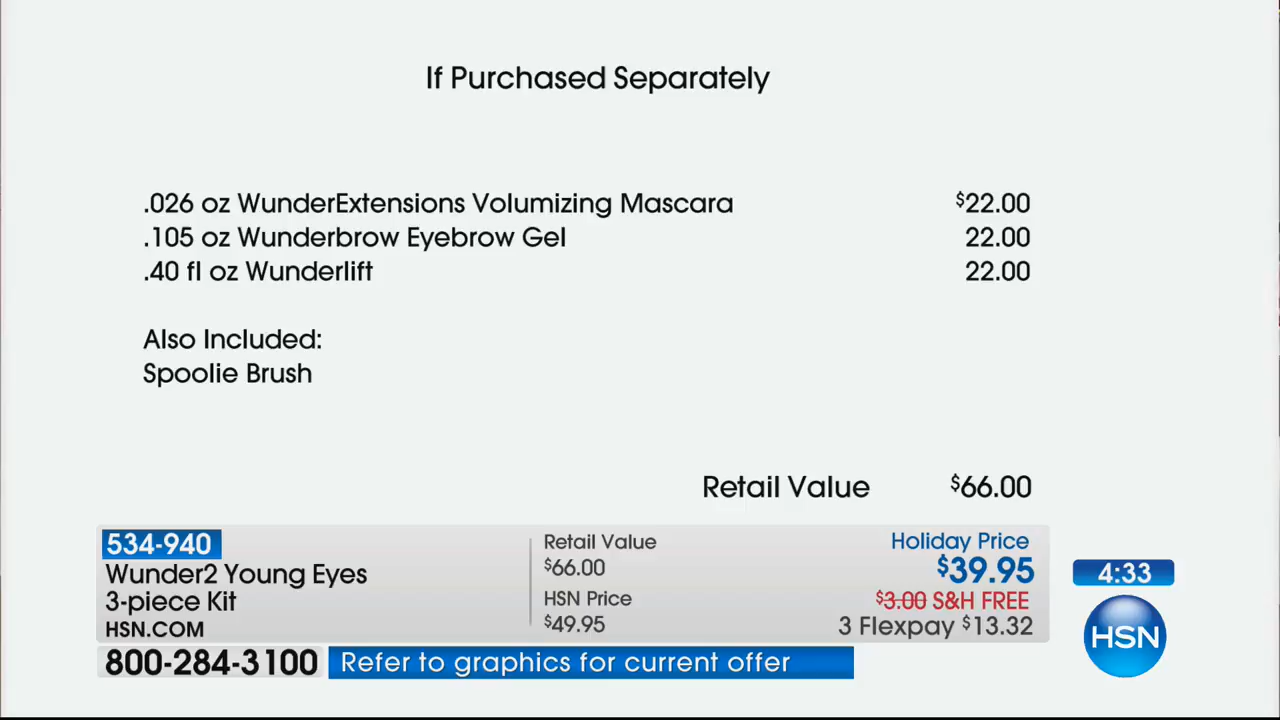 If Purchased Separately
.026 oz WunderExtensions Volumizing Mascara $22.00
.105 oz Wunderbrow Eyebrow Gel 22.00
.40 fl oz Wunderlift 22.00
Also Included:
Spoolie Brush
Retail Value $66.00
534-940
Wunder2 Young Eyes
3-piece Kit
HSN.COM
Retail Value
$66.00
HSN Price
$49.95
Holiday Price
$39.95
$3.00 S&H FREE
3 Flexpay $13.32
4:33
HSN
800-284-3100
Refer to graphics for current offer